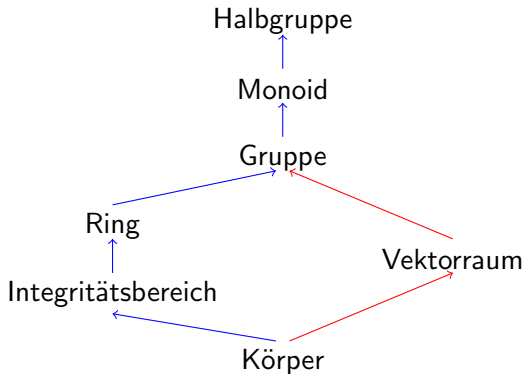 Halbgruppe
Monoid
Gruppe
Ring
Vektorraum
Integritätsbereich
Körper